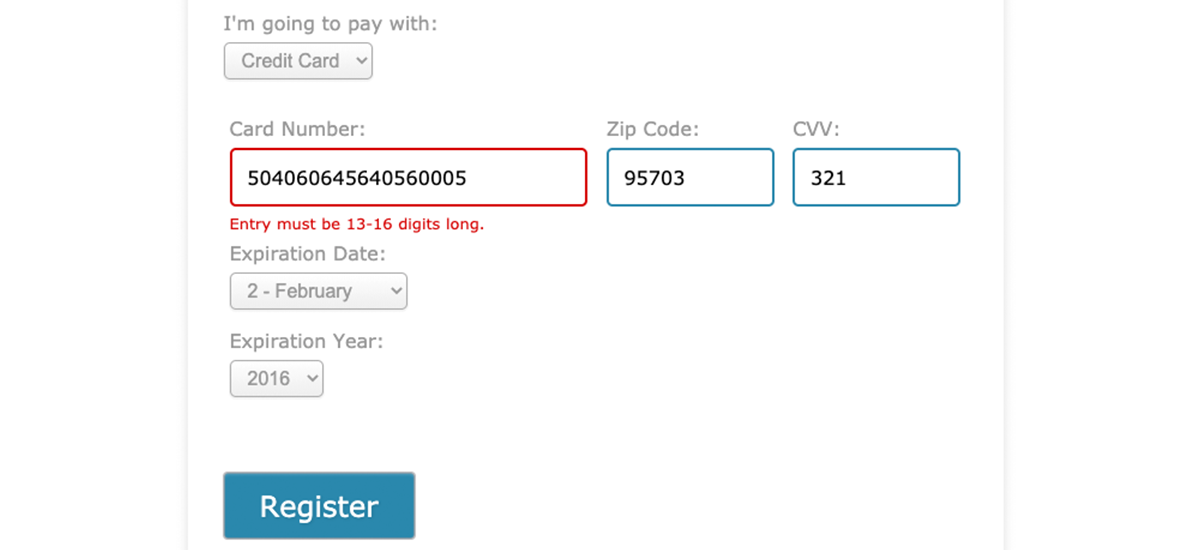 I'm going to pay with:
Credit Card
Card Number: Zip Code: CVV:
504060645640560005 95703 321
Entry must be 13-16 digits long.
Expiration Date:
2 - February
Expiration Year:
2016
Register